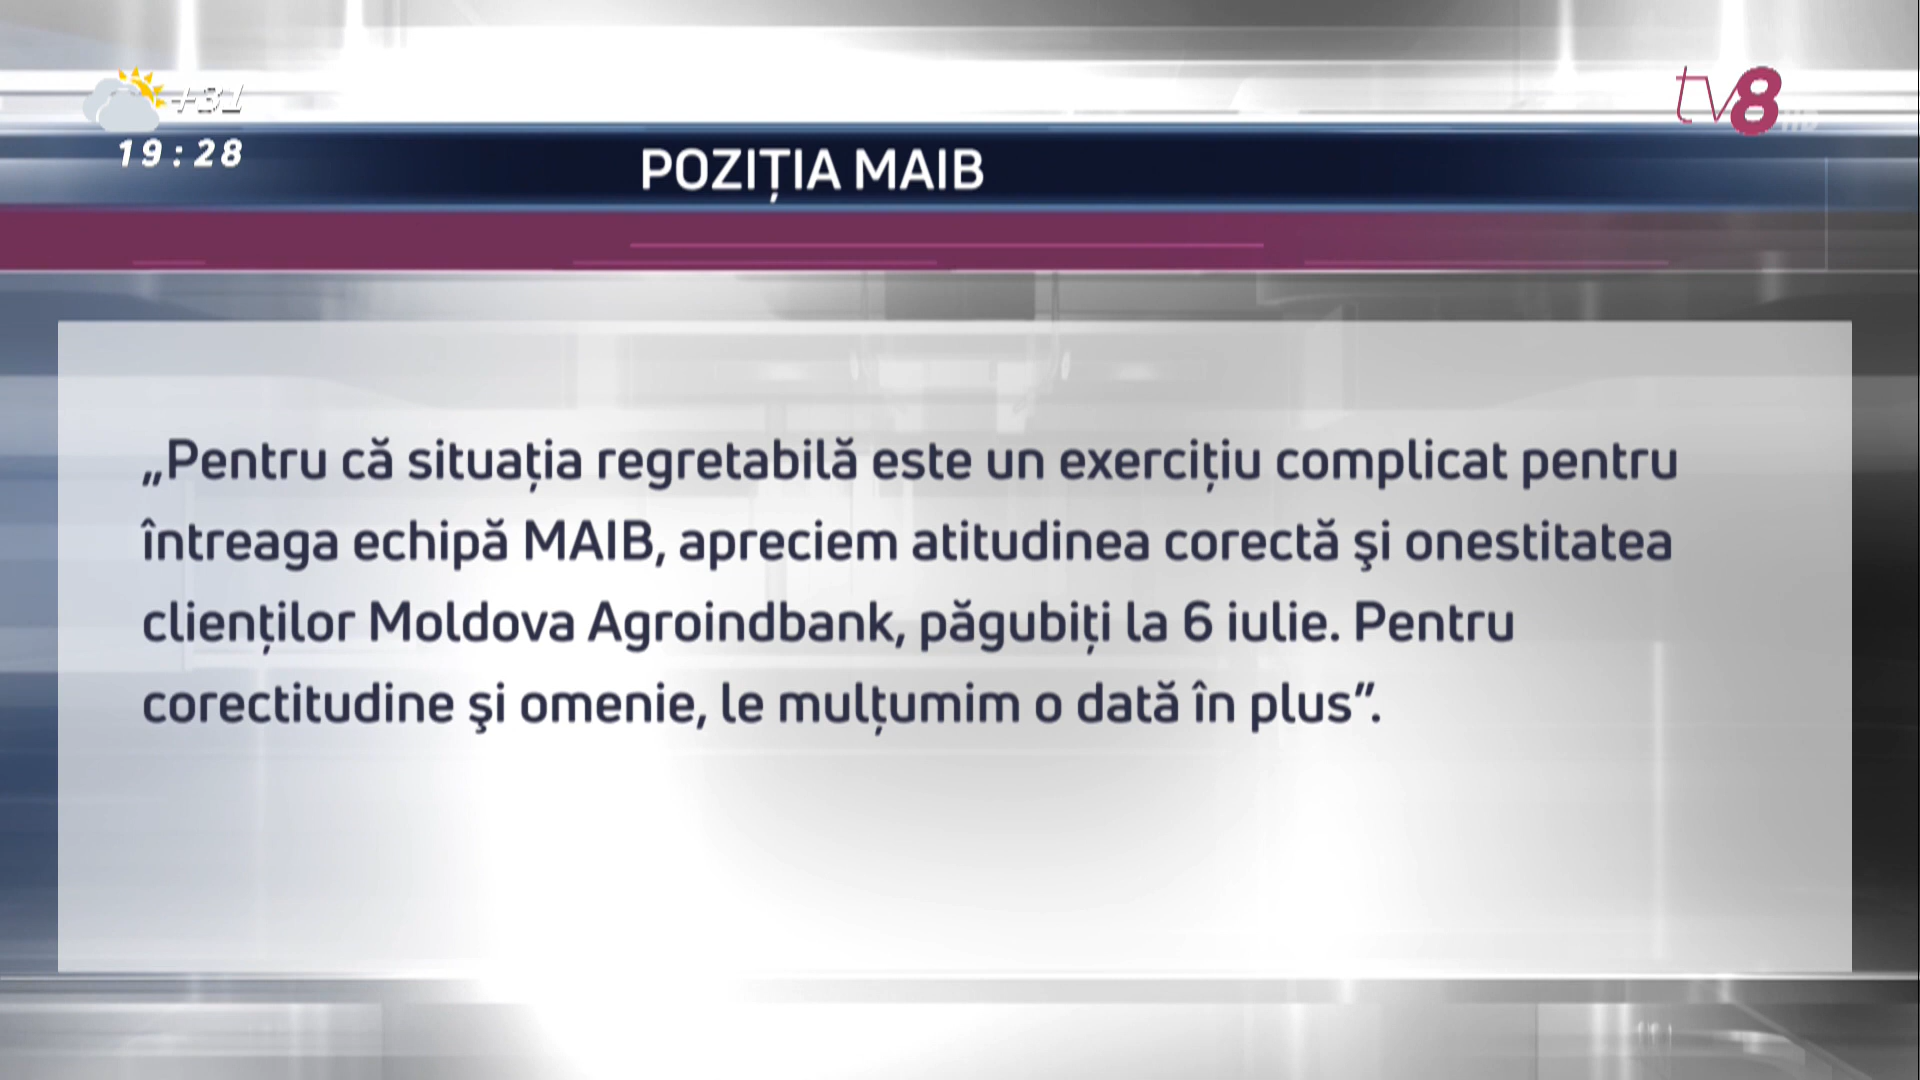 +31
tv8 HD
19:28
POZIȚIA MAIB
„Pentru că situația regretabilă este un exercițiu complicat pentru
întreaga echipă MAIB, apreciem atitudinea corectă şi onestitatea
clienților Moldova Agroindbank, păgubiți la 6 iulie. Pentru
corectitudine şi omenie, le mulțumim o dată în plus”.